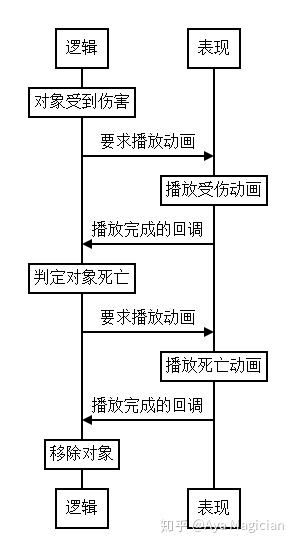 逻辑
表现
对象受到伤害
要求播放动画
播放受伤动画
播放完成的回调
判定对象死亡
要求播放动画
播放死亡动画
播放完成的回调
移除对象
逻辑
表现
知乎 @Aya Magician